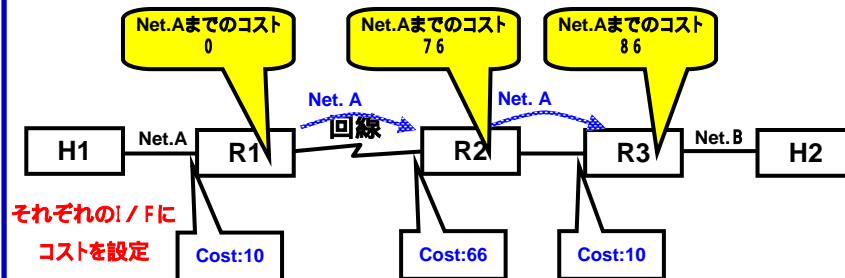 Net.Aまでのコスト
0
Net.Aまでのコスト
76
Net.Aまでのコスト
86
Net. A
Net. A
回線
H1
Net.A
R1
R2
R3
Net.B
H2
それぞれのI/Fに
コストを設定
Cost:10
Cost:66
Cost:10